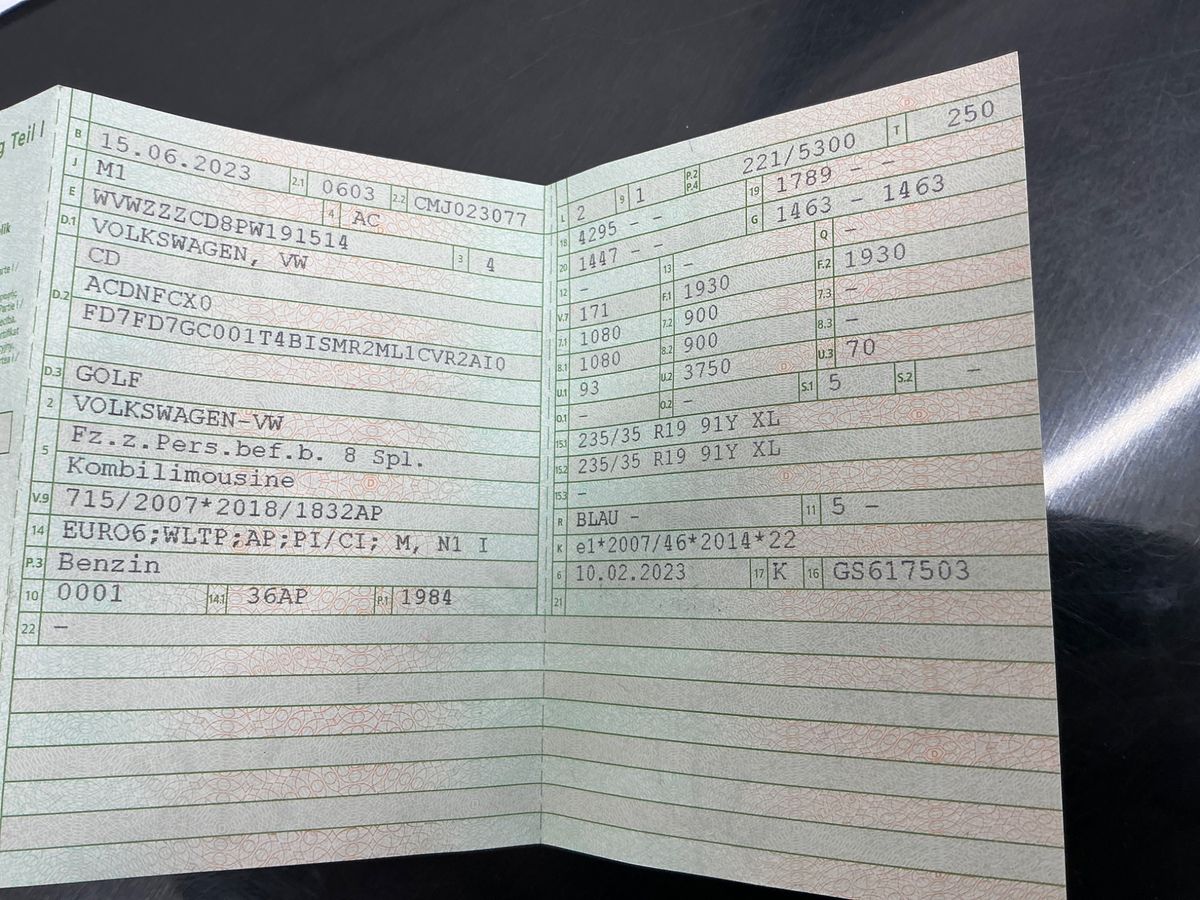 g Teil I
B 15.06.2023 2.1 0603 2.2 CMJ023077
J M1 4 AC
E WVWZZZCD8PW191514 3 4
D.1 VOLKSWAGEN, VW
CD
D.2 ACDNFCX0
FD7FD7GC001T4BISMR2ML1CVR2AI0
D.3 GOLF
2 VOLKSWAGEN-VW
5 Fz.z.Pers.bef.b. 8 Spl.
Kombilimousine
V.9 715/2007*2018/1832AP
14 EURO6;WLTP;AP;PI/CI; M, N1 I
P.3 Benzin
10 0001 14.1 36AP P.1 1984
22 –
L 2 9 1 P.2 P.4 221/5300 T 250
18 4295 – – 19 1789 – –
20 1447 – – G 1463 – 1463
12 – 13 – Q –
V.7 171 F.1 1930 F.2 1930
7.1 1080 7.2 900 7.3 –
8.1 1080 8.2 900 8.3 –
U.1 93 U.2 3750 U.3 70
O.1 – O.2 – S.1 5 S.2 –
15.1 235/35 R19 91Y XL
15.2 235/35 R19 91Y XL
15.3 –
R BLAU – 11 5 –
K e1*2007/46*2014*22
6 10.02.2023 17 K 16 GS617503
21